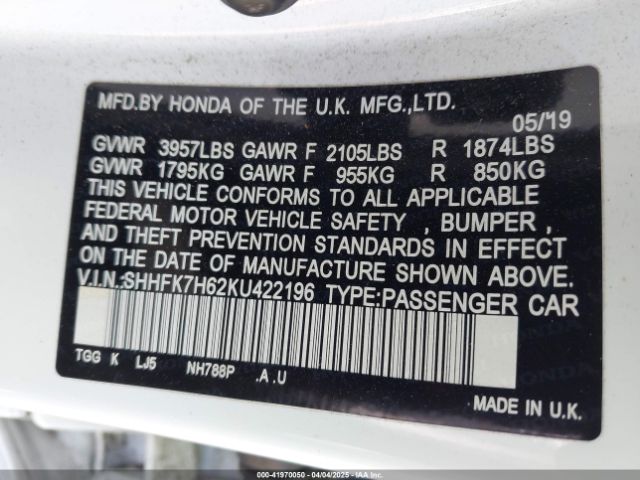 MFD.BY HONDA OF THE U.K. MFG.,LTD.
05/19
GVWR 3957LBS GAWR F 2105LBS R 1874LBS
GVWR 1795KG GAWR F 955KG R 850KG
THIS VEHICLE CONFORMS TO ALL APPLICABLE
FEDERAL MOTOR VEHICLE SAFETY , BUMPER ,
AND THEFT PREVENTION STANDARDS IN EFFECT
ON THE DATE OF MANUFACTURE SHOWN ABOVE.
V.I.N.:SHHFK7H62KU422196 TYPE:PASSENGER CAR
TGG K LJ5 NH788P .A .U
MADE IN U.K.
000-41970050 - 04/04/2025 - IAA Inc.